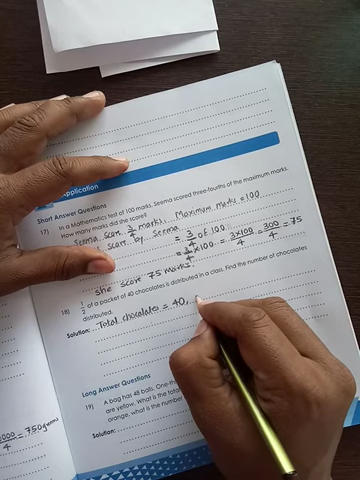 Application
Short Answer Questions
17) In a Mathematics test of 100 marks, Seema scored three-fourths of the maximum marks.
How many marks did she score?
Seema scor 3/4 marks, Maximum marks = 100
scor by Seema = 3/4 of 100
= 3/4 × 100 = 3×100/4 = 300/4 = 75
She scor 75 marks.
18) 1/2 of a packet of 40 chocolates is distributed in a class. Find the number of chocolates
distributed.
Solution: Total chocalates = 40,
Long Answer Questions
19) A bag has 48 balls. One-th
are yellow. What is the tota
orange, what is the number
Solution:
4 = 750 gems